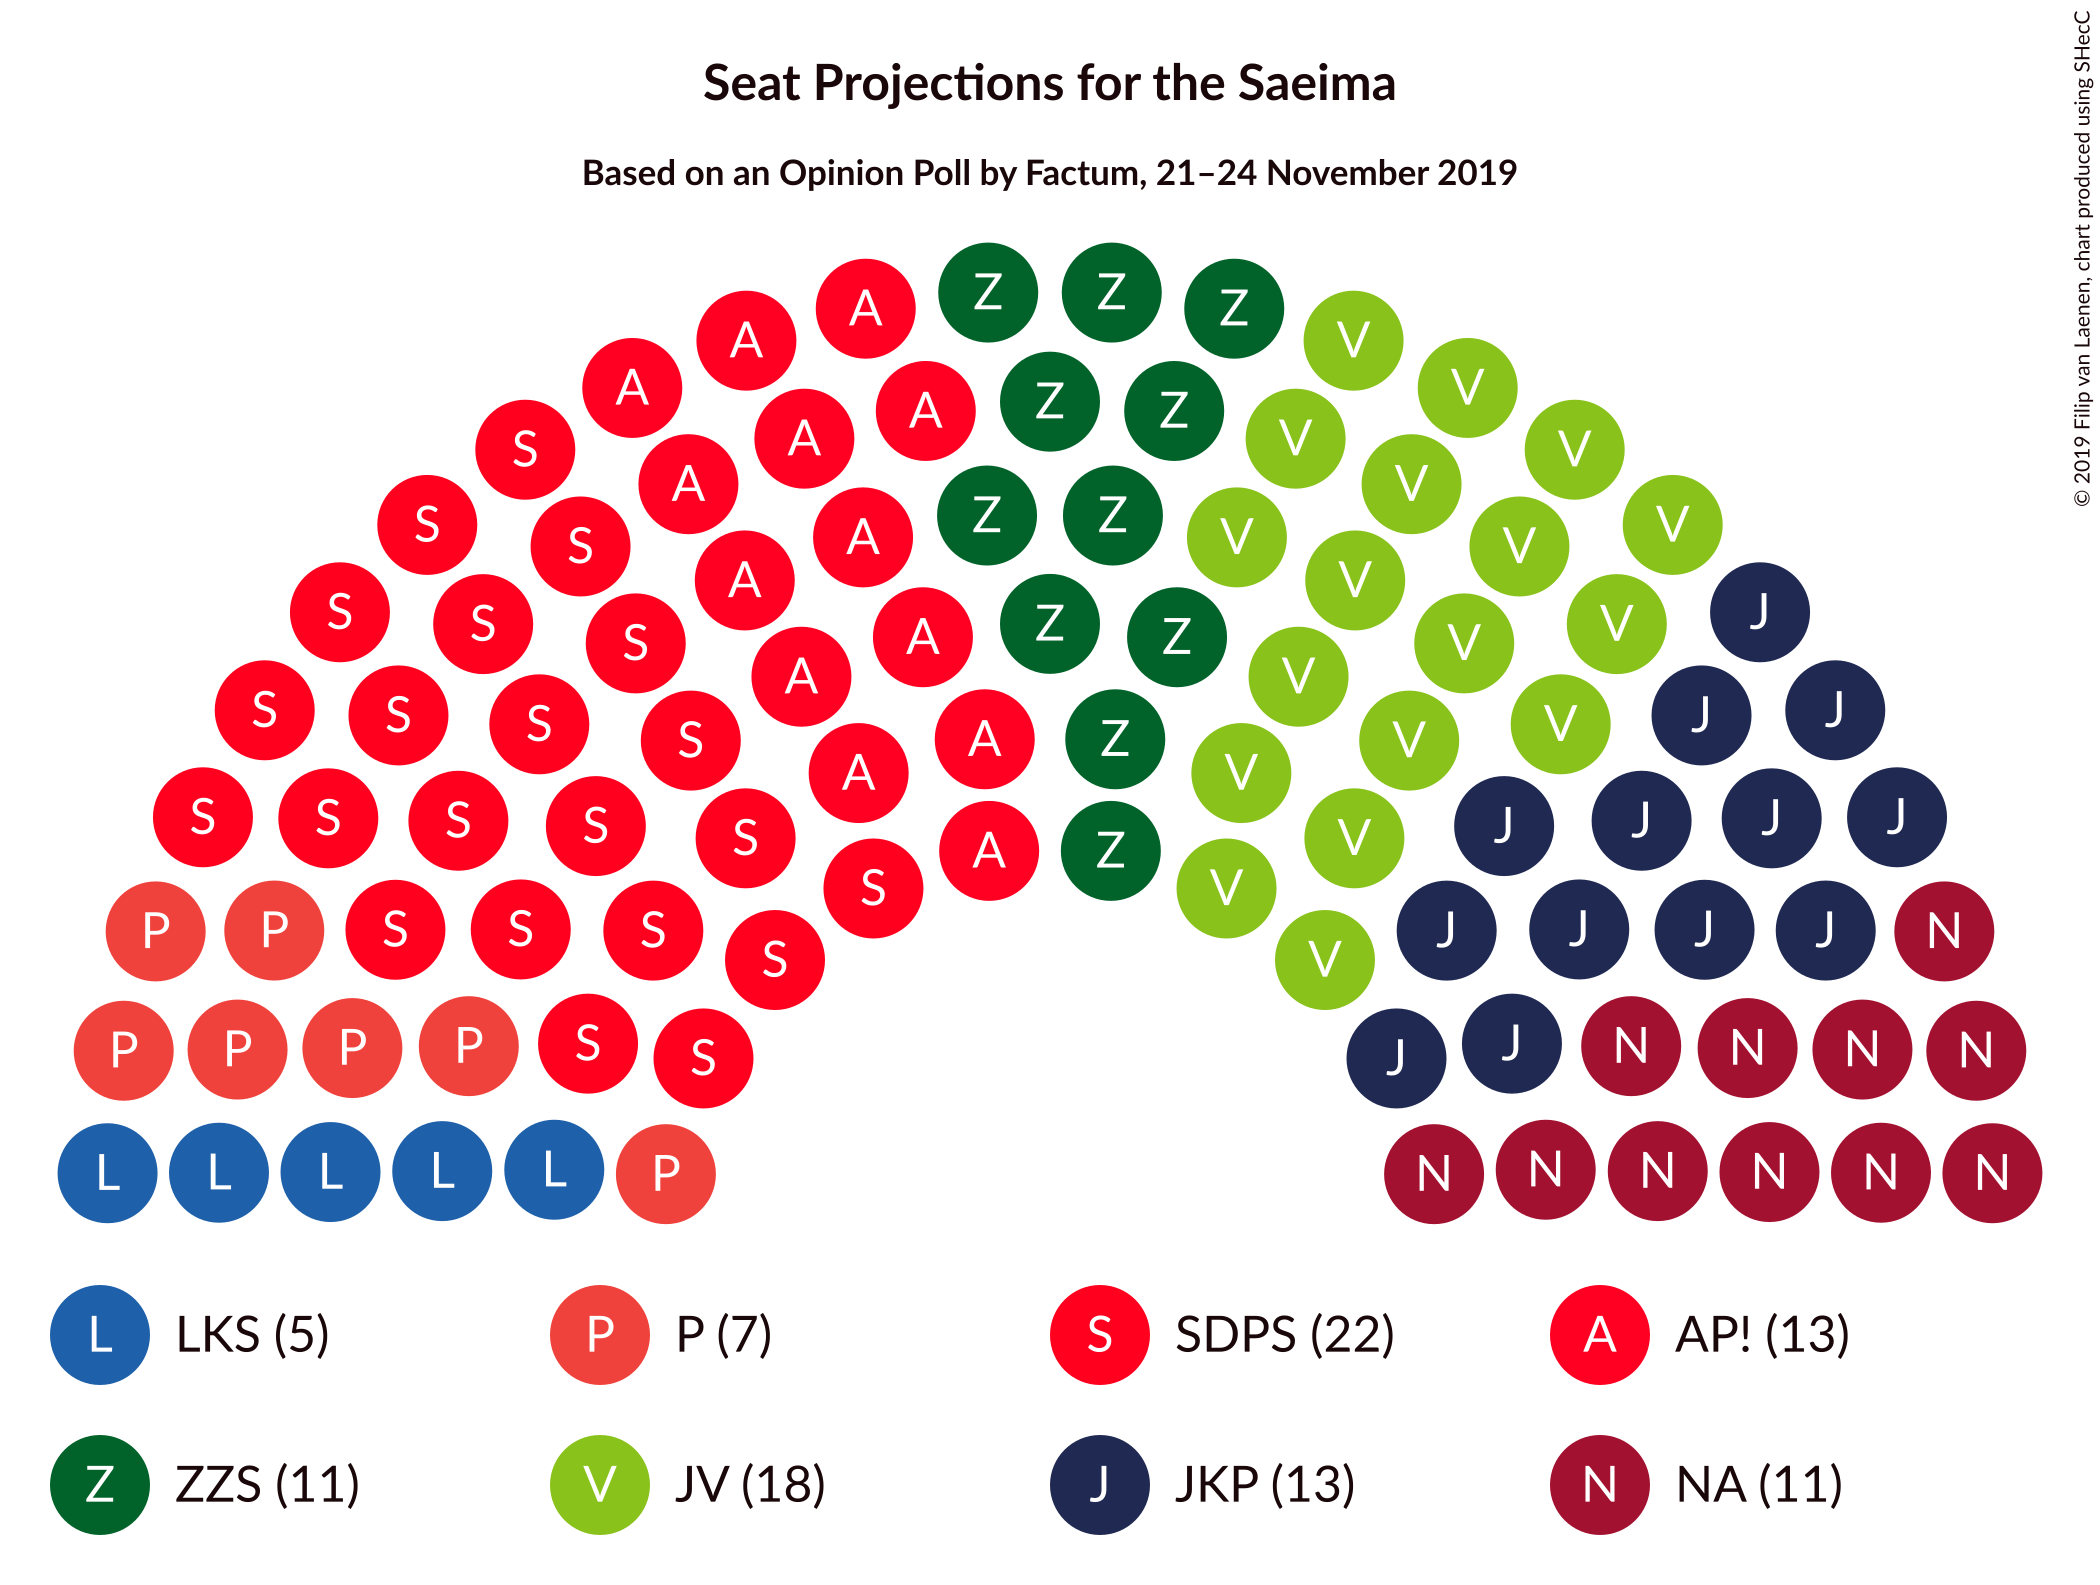 Seat Projections for the Saeima
Based on an Opinion Poll by Factum, 21–24 November 2019
© 2019 Filip van Laenen, chart produced using SHecC
Z Z
A Z
A V
A Z Z V
A V
S A V
A Z Z V
S A V V
S S A V V
S A Z Z V
S S V V
S A V J
S S J J
S S A Z V V V J
S A V
S S S S S V J J J J
S A Z
S V
P P S S S J J J J N
S V
P P P P S S J J N N N N
L L L L L P N N N N N N
L LKS (5) P P (7) S SDPS (22) A AP! (13)
Z ZZS (11) V JV (18) J JKP (13) N NA (11)